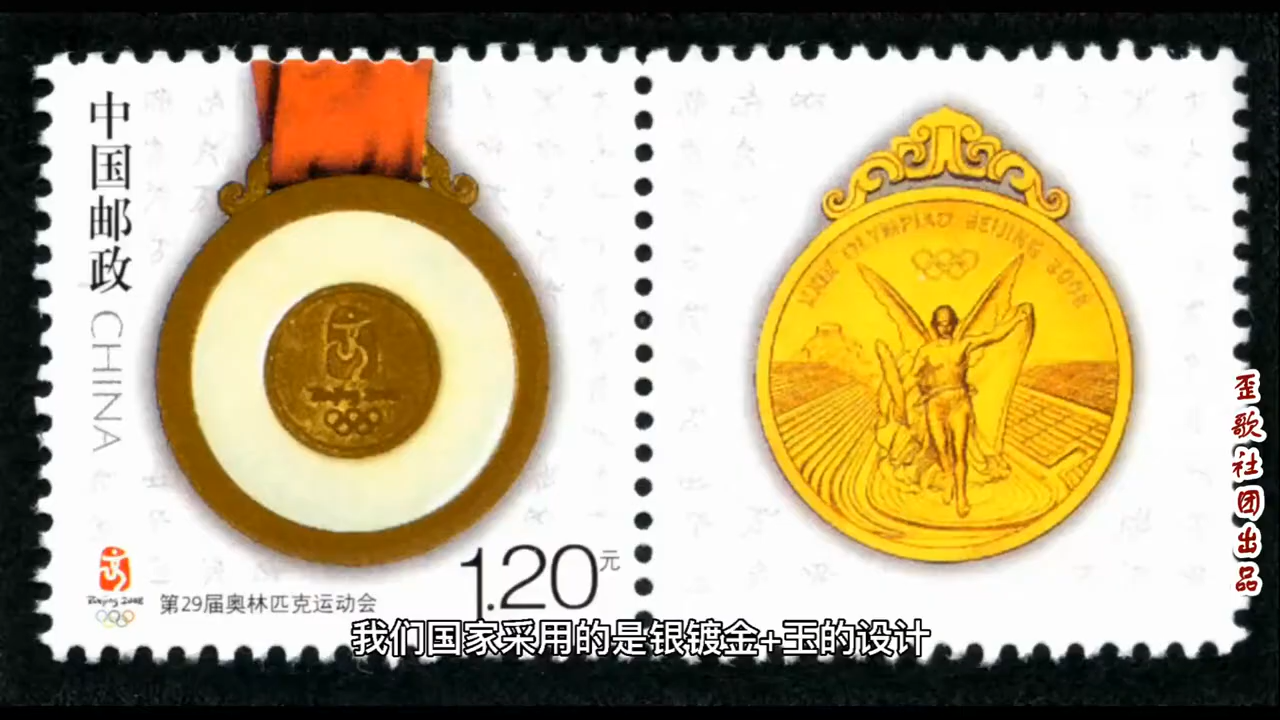 中国邮政
CHINA
XXIX OLYMPIAD BEIJING 2008
Beijing 2008
第29届奥林匹克运动会
1.20元
我们国家采用的是银镀金+玉的设计
歪歌社团出品